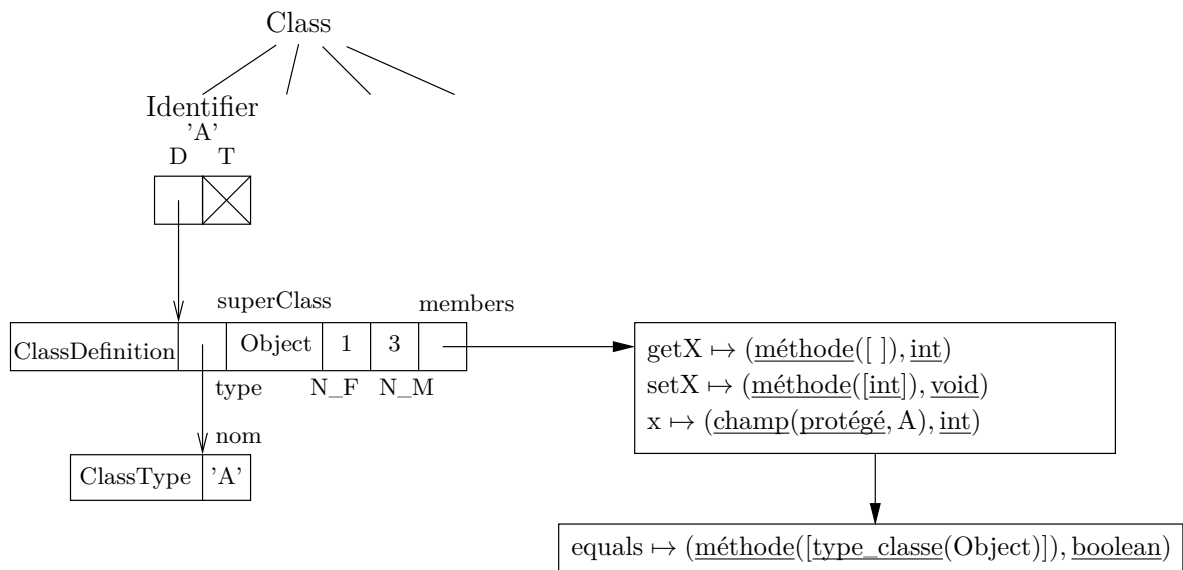 Class
Identifier
'A'
D T
superClass
members
ClassDefinition Object 1 3
type N_F N_M
nom
ClassType 'A'
getX ↦ (méthode([ ]), int)
setX ↦ (méthode([int]), void)
x ↦ (champ(protégé, A), int)
equals ↦ (méthode([type_classe(Object)]), boolean)